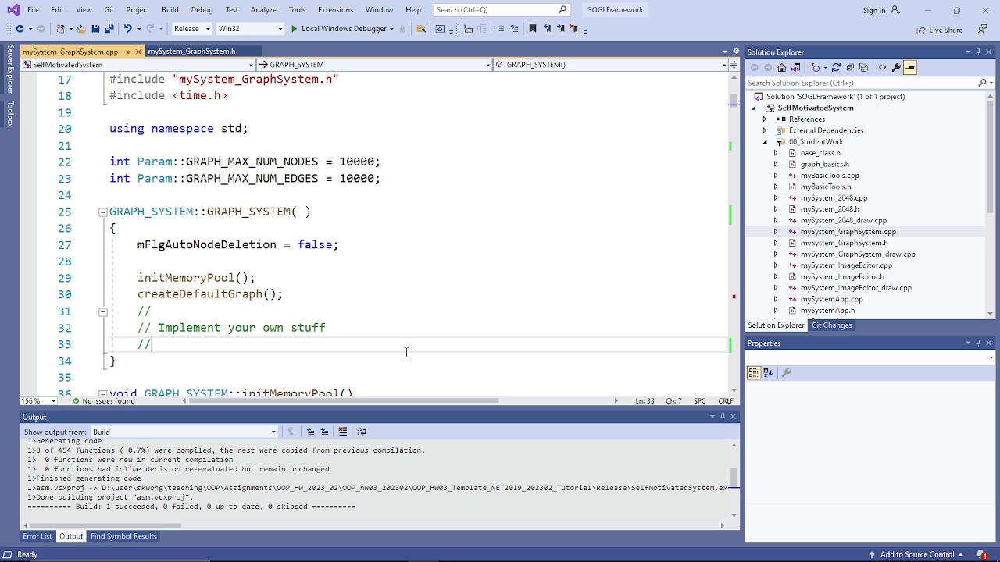 File Edit View Git Project Build Debug Test Analyze Tools Extensions Window Help Search (Ctrl+Q) SOGLFramework Sign in
Release Win32 Local Windows Debugger Live Share
Server Explorer
Toolbox
mySystem_GraphSystem.cpp mySystem_GraphSystem.h
SelfMotivatedSystem GRAPH_SYSTEM GRAPH_SYSTEM()
17 #include "mySystem_GraphSystem.h"
18 #include <time.h>
19
20 using namespace std;
21
22 int Param::GRAPH_MAX_NUM_NODES = 10000;
23 int Param::GRAPH_MAX_NUM_EDGES = 10000;
24
25 GRAPH_SYSTEM::GRAPH_SYSTEM( )
26 {
27 mFlgAutoNodeDeletion = false;
28
29 initMemoryPool();
30 createDefaultGraph();
31 //
32 // Implement your own stuff
33 //
34 }
35
36 void GRAPH_SYSTEM::initMemoryPool()
156 % No issues found Ln: 33 Ch: 7 SPC CRLF
Output
Show output from: Build
1>Generating code
1>3 of 454 functions ( 0.7%) were compiled, the rest were copied from previous compilation.
1> 0 functions were new in current compilation
1> 0 functions had inline decision re-evaluated but remain unchanged
1>Finished generating code
1>asm.vcxproj -> D:\user\skwong\teaching\OOP\Assignments\OOP_HW_2023_02\OOP_hw03_202302\OOP_HW03_Template_NET2019_202302_Tutorial\Release\SelfMotivatedSystem.ex
1>Done building project "asm.vcxproj".
========== Build: 1 succeeded, 0 failed, 0 up-to-date, 0 skipped ==========
Error List Output Find Symbol Results
Solution Explorer
Search Solution Explorer (Ctrl+;)
Solution 'SOGLFramework' (1 of 1 project)
SelfMotivatedSystem
References
External Dependencies
00_StudentWork
base_class.h
graph_basics.h
myBasicTools.cpp
myBasicTools.h
mySystem_2048.cpp
mySystem_2048.h
mySystem_2048_draw.cpp
mySystem_GraphSystem.cpp
mySystem_GraphSystem.h
mySystem_GraphSystem_draw.cpp
mySystem_ImageEditor.cpp
mySystem_ImageEditor.h
mySystem_ImageEditor_draw.cpp
mySystemApp.cpp
mySystemApp.h
Solution Explorer Git Changes
Properties
Ready Add to Source Control 1